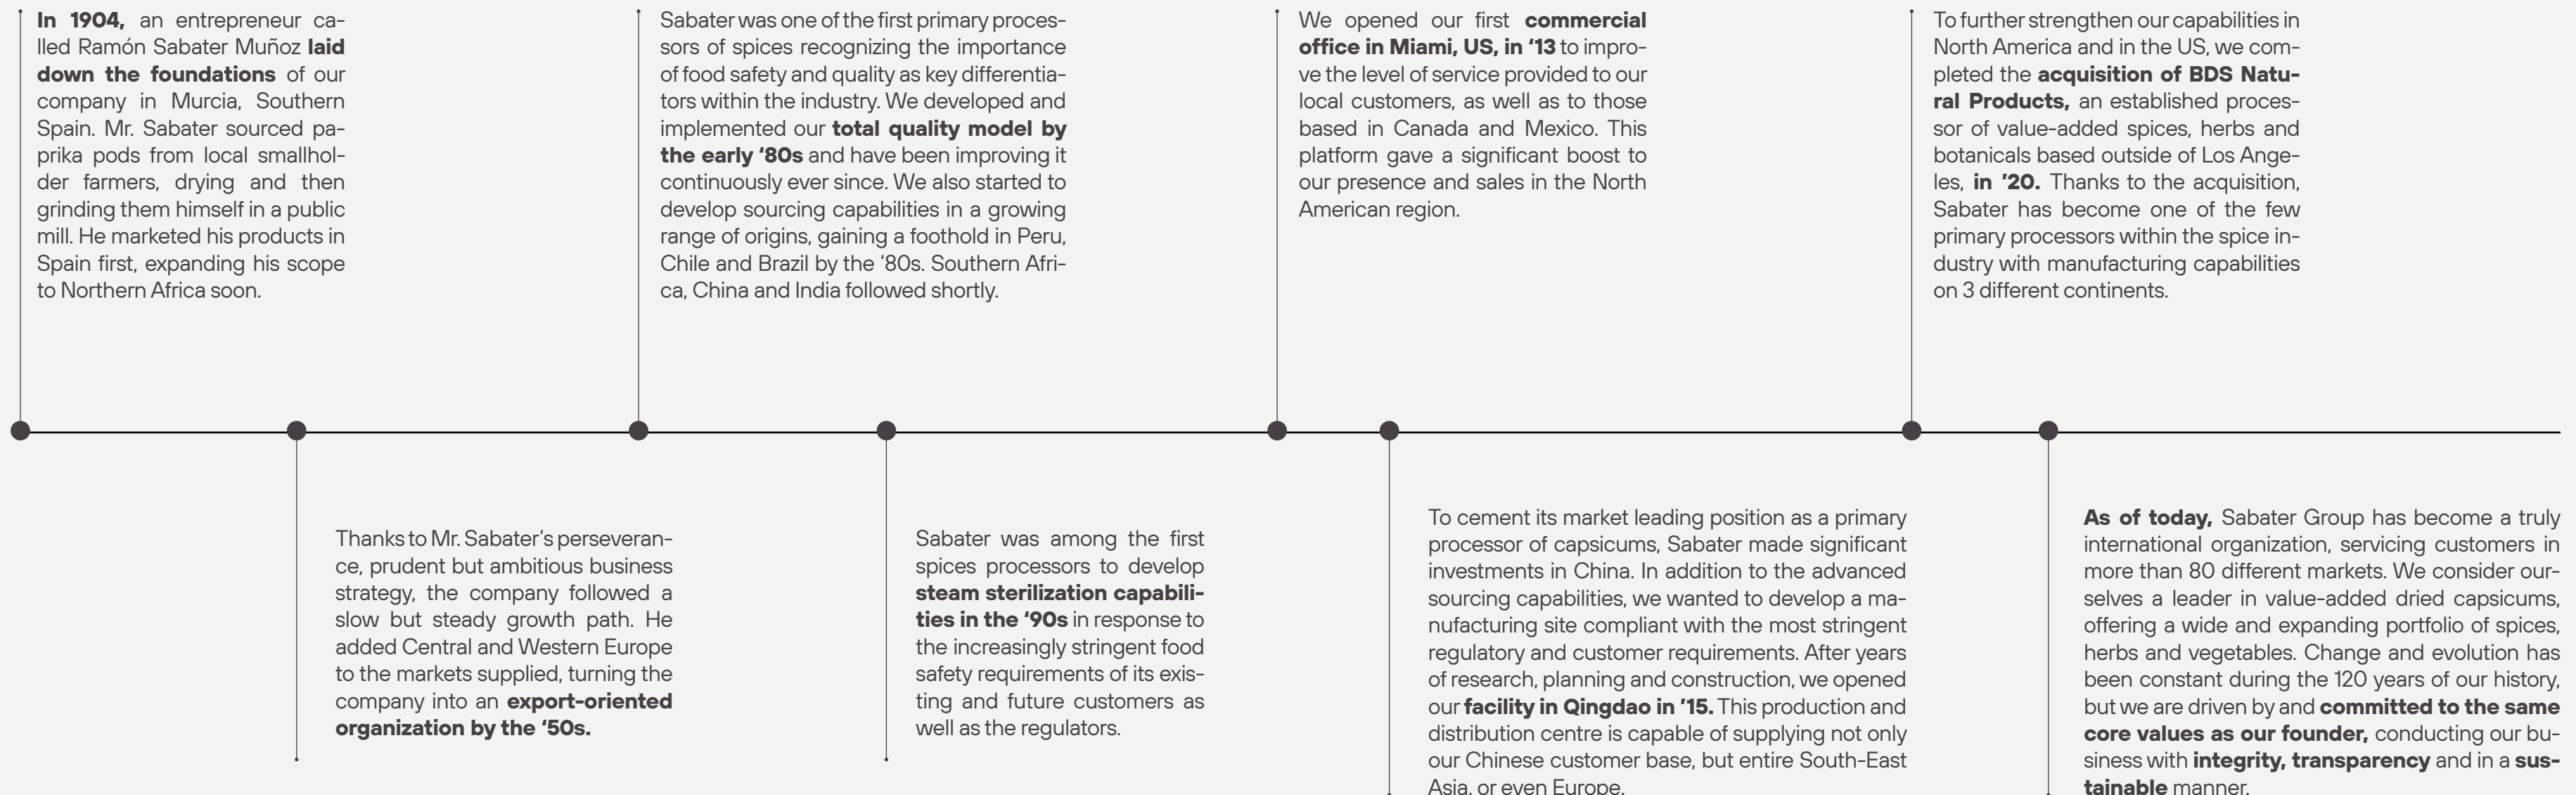 In 1904, an entrepreneur ca-
lled Ramón Sabater Muñoz laid
down the foundations of our
company in Murcia, Southern
Spain. Mr. Sabater sourced pa-
prika pods from local smallhol-
der farmers, drying and then
grinding them himself in a public
mill. He marketed his products in
Spain first, expanding his scope
to Northern Africa soon.
Thanks to Mr. Sabater’s perseveran-
ce, prudent but ambitious business
strategy, the company followed a
slow but steady growth path. He
added Central and Western Europe
to the markets supplied, turning the
company into an export-oriented
organization by the ‘50s.
Sabater was one of the first primary proces-
sors of spices recognizing the importance
of food safety and quality as key differentia-
tors within the industry. We developed and
implemented our total quality model by
the early ‘80s and have been improving it
continuously ever since. We also started to
develop sourcing capabilities in a growing
range of origins, gaining a foothold in Peru,
Chile and Brazil by the ‘80s. Southern Afri-
ca, China and India followed shortly.
Sabater was among the first
spices processors to develop
steam sterilization capabili-
ties in the ‘90s in response to
the increasingly stringent food
safety requirements of its exis-
ting and future customers as
well as the regulators.
We opened our first commercial
office in Miami, US, in ‘13 to impro-
ve the level of service provided to our
local customers, as well as to those
based in Canada and Mexico. This
platform gave a significant boost to
our presence and sales in the North
American region.
To cement its market leading position as a primary
processor of capsicums, Sabater made significant
investments in China. In addition to the advanced
sourcing capabilities, we wanted to develop a ma-
nufacturing site compliant with the most stringent
regulatory and customer requirements. After years
of research, planning and construction, we opened
our facility in Qingdao in ’15. This production and
distribution centre is capable of supplying not only
our Chinese customer base, but entire South-East
Asia, or even Europe.
To further strengthen our capabilities in
North America and in the US, we com-
pleted the acquisition of BDS Natu-
ral Products, an established proces-
sor of value-added spices, herbs and
botanicals based outside of Los Ange-
les, in ’20. Thanks to the acquisition,
Sabater has become one of the few
primary processors within the spice in-
dustry with manufacturing capabilities
on 3 different continents.
As of today, Sabater Group has become a truly
international organization, servicing customers in
more than 80 different markets. We consider our-
selves a leader in value-added dried capsicums,
offering a wide and expanding portfolio of spices,
herbs and vegetables. Change and evolution has
been constant during the 120 years of our history,
but we are driven by and committed to the same
core values as our founder, conducting our bu-
siness with integrity, transparency and in a sus-
tainable manner.